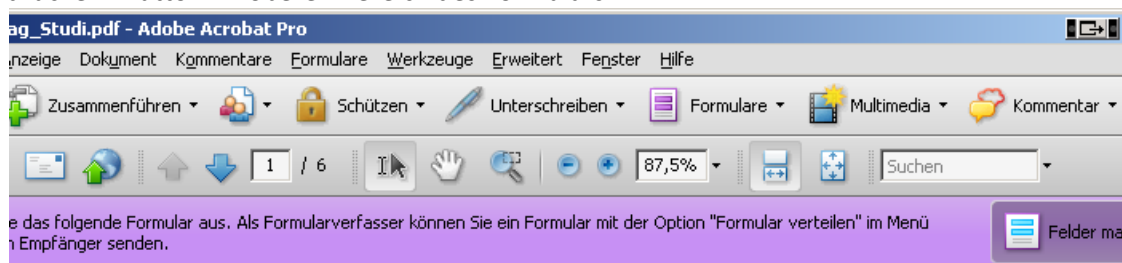 ag_Studi.pdf - Adobe Acrobat Pro
nzeige Dokument Kommentare Formulare Werkzeuge Erweitert Fenster Hilfe
Zusammenführen Schützen Unterschreiben Formulare Multimedia Kommentar
1 / 6 87,5% Suchen
e das folgende Formular aus. Als Formularverfasser können Sie ein Formular mit der Option "Formular verteilen" im Menü
n Empfänger senden.
Felder ma